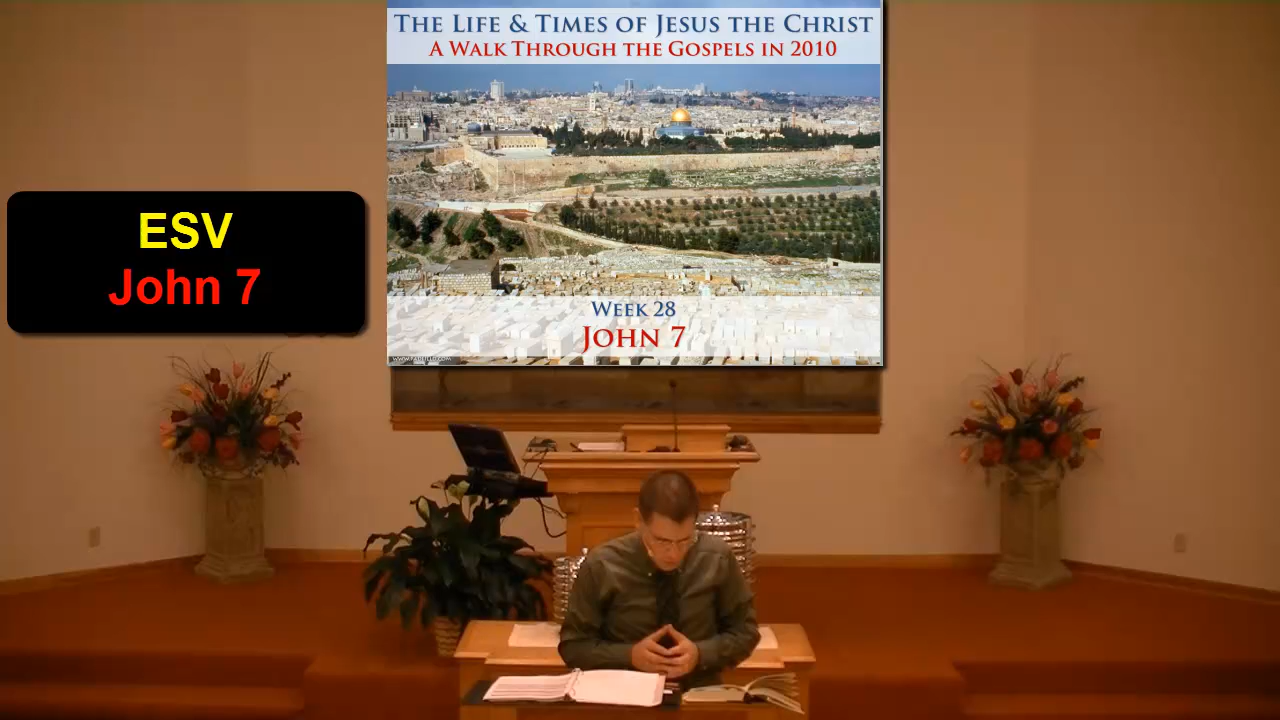 THE LIFE & TIMES OF JESUS THE CHRIST
A WALK THROUGH THE GOSPELS IN 2010
ESV
John 7
WEEK 28
JOHN 7